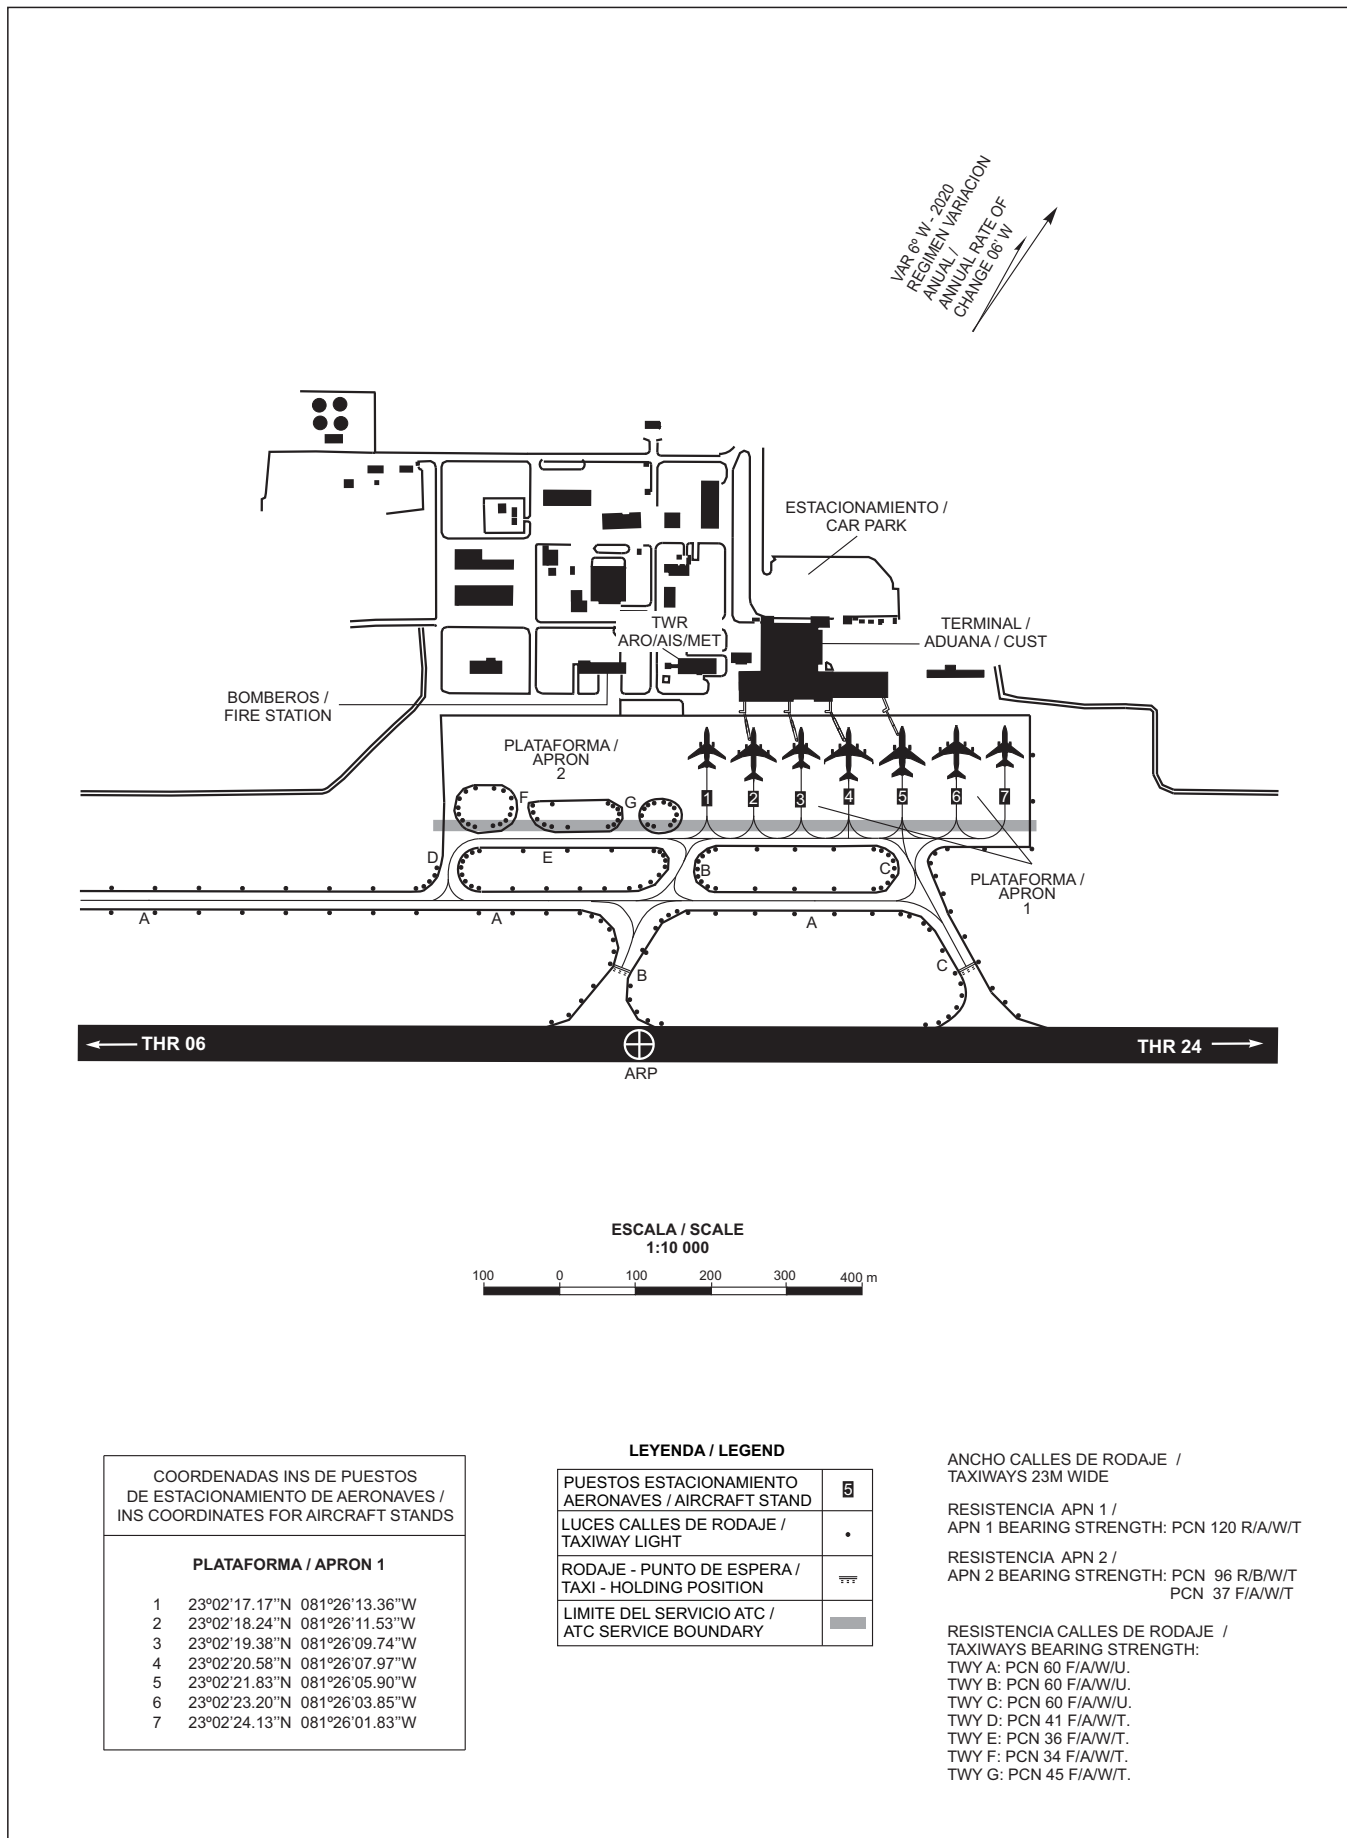 VAR 6º W - 2020
REGIMEN VARIACION
ANUAL /
ANNUAL RATE OF
CHANGE 06' W
ESTACIONAMIENTO /
CAR PARK
TWR
ARO/AIS/MET
TERMINAL /
ADUANA / CUST
BOMBEROS /
FIRE STATION
PLATAFORMA /
APRON
2
1
2
3
4
5
6
7
F
G
D
E
B
C
PLATAFORMA /
APRON
1
A
A
A
B
C
THR 06
THR 24
ARP
ESCALA / SCALE
1:10 000
100 0 100 200 300 400 m
COORDENADAS INS DE PUESTOS
DE ESTACIONAMIENTO DE AERONAVES /
INS COORDINATES FOR AIRCRAFT STANDS
PLATAFORMA / APRON 1
1 23º02'17.17’’N 081º26'13.36’’W
2 23º02'18.24’’N 081º26'11.53’’W
3 23º02'19.38’’N 081º26'09.74’’W
4 23º02'20.58’’N 081º26'07.97’’W
5 23º02'21.83’’N 081º26'05.90’’W
6 23º02'23.20’’N 081º26'03.85’’W
7 23º02'24.13’’N 081º26'01.83’’W
LEYENDA / LEGEND
PUESTOS ESTACIONAMIENTO
AERONAVES / AIRCRAFT STAND
5
LUCES CALLES DE RODAJE /
TAXIWAY LIGHT
RODAJE - PUNTO DE ESPERA /
TAXI - HOLDING POSITION
LIMITE DEL SERVICIO ATC /
ATC SERVICE BOUNDARY
ANCHO CALLES DE RODAJE /
TAXIWAYS 23M WIDE
RESISTENCIA APN 1 /
APN 1 BEARING STRENGTH: PCN 120 R/A/W/T
RESISTENCIA APN 2 /
APN 2 BEARING STRENGTH: PCN 96 R/B/W/T
PCN 37 F/A/W/T
RESISTENCIA CALLES DE RODAJE /
TAXIWAYS BEARING STRENGTH:
TWY A: PCN 60 F/A/W/U.
TWY B: PCN 60 F/A/W/U.
TWY C: PCN 60 F/A/W/U.
TWY D: PCN 41 F/A/W/T.
TWY E: PCN 36 F/A/W/T.
TWY F: PCN 34 F/A/W/T.
TWY G: PCN 45 F/A/W/T.